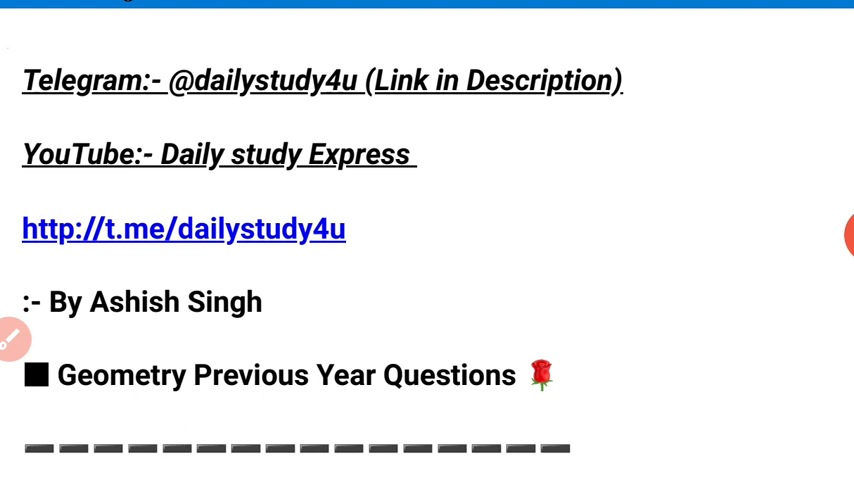 Telegram:- @dailystudy4u (Link in Description)
YouTube:- Daily study Express
http://t.me/dailystudy4u
:- By Ashish Singh
■ Geometry Previous Year Questions 🌹
➖➖➖➖➖➖➖➖➖➖➖➖➖➖➖➖